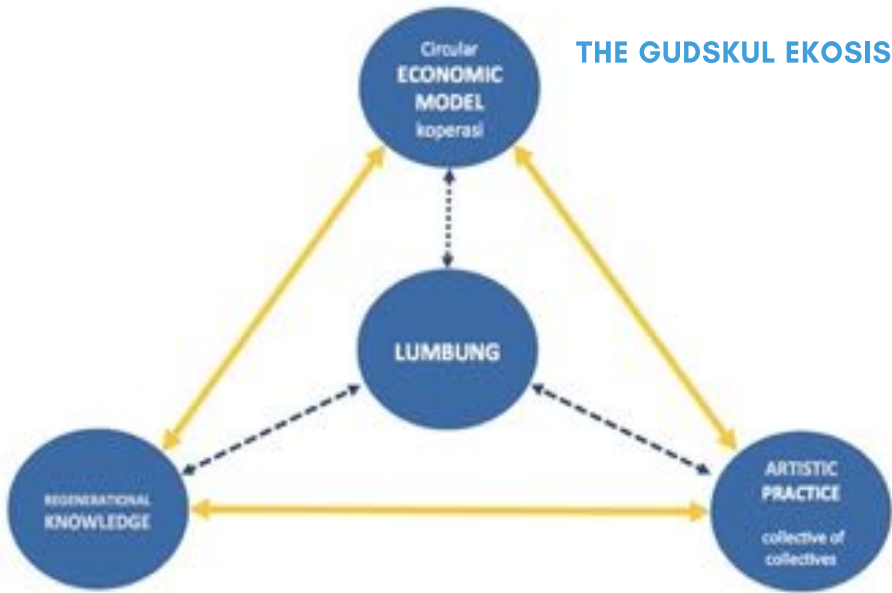 THE GUDSKUL EKOSIS
Circular
ECONOMIC
MODEL
koperasi
LUMBUNG
REGENERATIONAL
KNOWLEDGE
ARTISTIC
PRACTICE
collective of
collectives